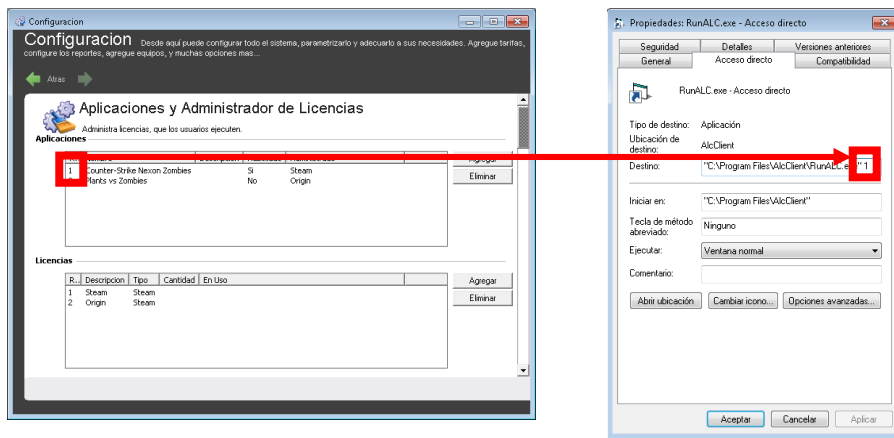 Configuracion
Configuracion Desde aquí puede configurar todo el sistema, parametrizarlo y adecuarlo a sus necesidades. Agregue tarifas,
configure los reportes, agregue equipos, y muchas opciones mas...
Atras
Aplicaciones y Administrador de Licencias
Administra licencias, que los usuarios ejecuten.
Aplicaciones
Agregar
1 Counter-Strike Nexon Zombies Si Steam
Eliminar
Plants vs Zombies No Origin
Licencias
R... Descripcion Tipo Cantidad En Uso
Agregar
1 Steam Steam
2 Origin Steam
Eliminar
Propiedades: RunALC.exe - Acceso directo
Seguridad Detalles Versiones anteriores
General Acceso directo Compatibilidad
RunALC.exe - Acceso directo
Tipo de destino: Aplicación
Ubicación de destino: AlcClient
Destino: "C:\Program Files\AlcClient\RunALC.e " 1
Iniciar en: "C:\Program Files\AlcClient"
Tecla de método abreviado: Ninguno
Ejecutar: Ventana normal
Comentario:
Abrir ubicación Cambiar icono... Opciones avanzadas...
Aceptar Cancelar Aplicar